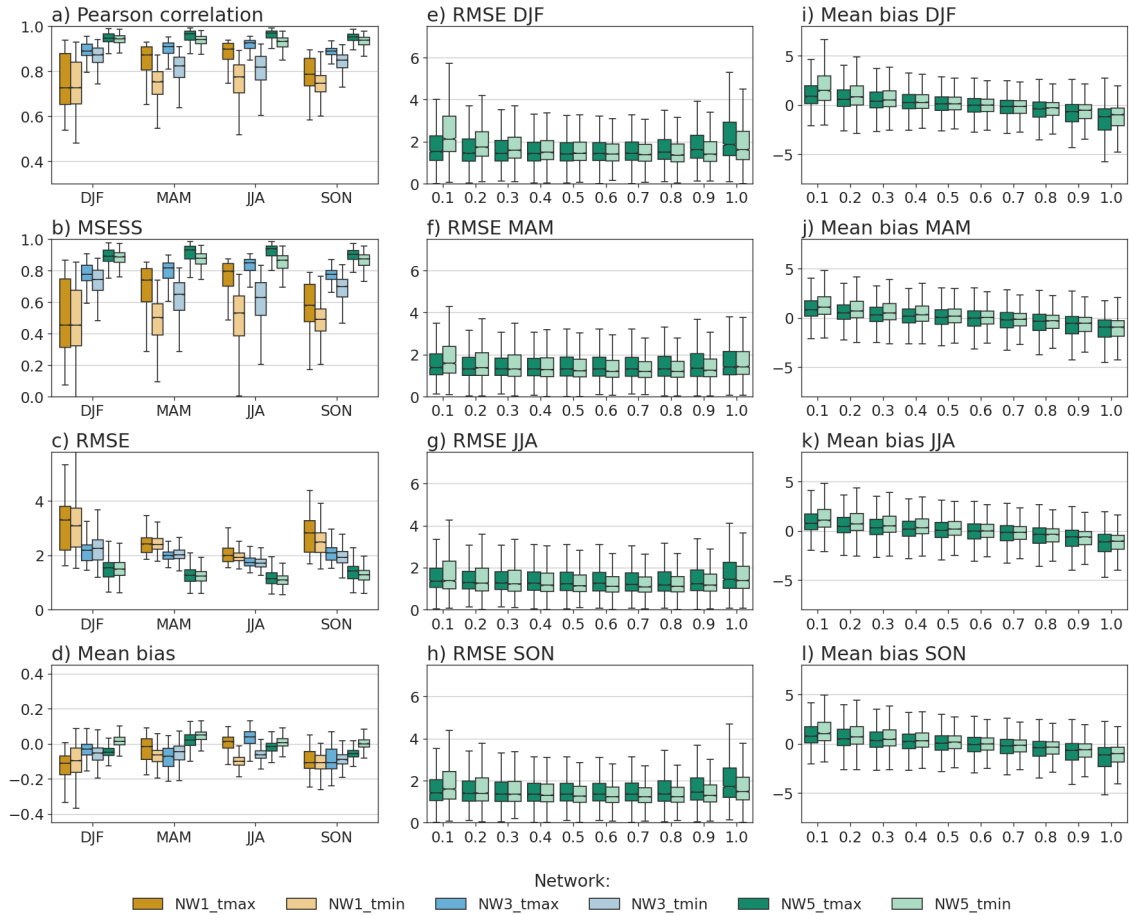 a) Pearson correlation
1.0
0.8
0.6
0.4
DJF MAM JJA SON
b) MSESS
1.0
0.8
0.6
0.4
0.2
0.0
DJF MAM JJA SON
c) RMSE
4
2
0
DJF MAM JJA SON
d) Mean bias
0.4
0.2
0.0
−0.2
−0.4
DJF MAM JJA SON
e) RMSE DJF
6
4
2
0
0.1 0.2 0.3 0.4 0.5 0.6 0.7 0.8 0.9 1.0
f) RMSE MAM
6
4
2
0
0.1 0.2 0.3 0.4 0.5 0.6 0.7 0.8 0.9 1.0
g) RMSE JJA
6
4
2
0
0.1 0.2 0.3 0.4 0.5 0.6 0.7 0.8 0.9 1.0
h) RMSE SON
6
4
2
0
0.1 0.2 0.3 0.4 0.5 0.6 0.7 0.8 0.9 1.0
i) Mean bias DJF
5
0
−5
0.1 0.2 0.3 0.4 0.5 0.6 0.7 0.8 0.9 1.0
j) Mean bias MAM
5
0
−5
0.1 0.2 0.3 0.4 0.5 0.6 0.7 0.8 0.9 1.0
k) Mean bias JJA
5
0
−5
0.1 0.2 0.3 0.4 0.5 0.6 0.7 0.8 0.9 1.0
l) Mean bias SON
5
0
−5
0.1 0.2 0.3 0.4 0.5 0.6 0.7 0.8 0.9 1.0
Network:
NW1_tmax NW1_tmin NW3_tmax NW3_tmin NW5_tmax NW5_tmin